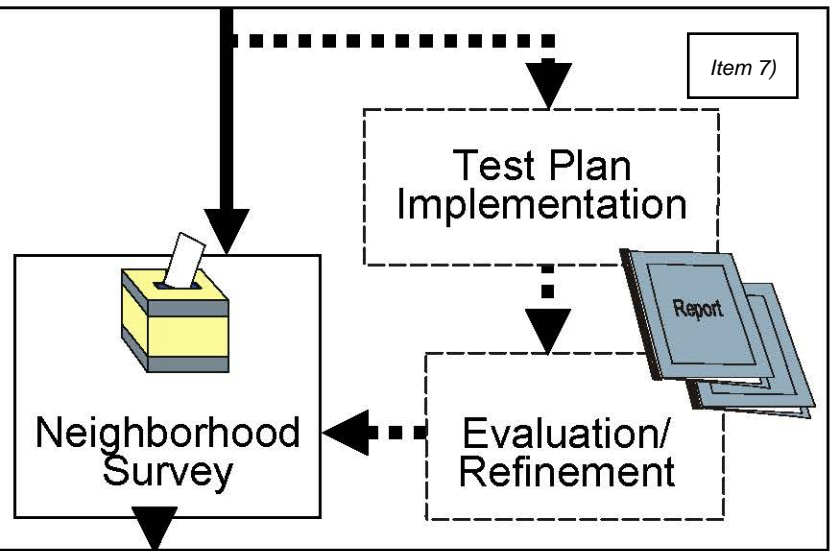 Item 7)
Test Plan
Implementation
Report
Neighborhood
Survey
Evaluation/
Refinement